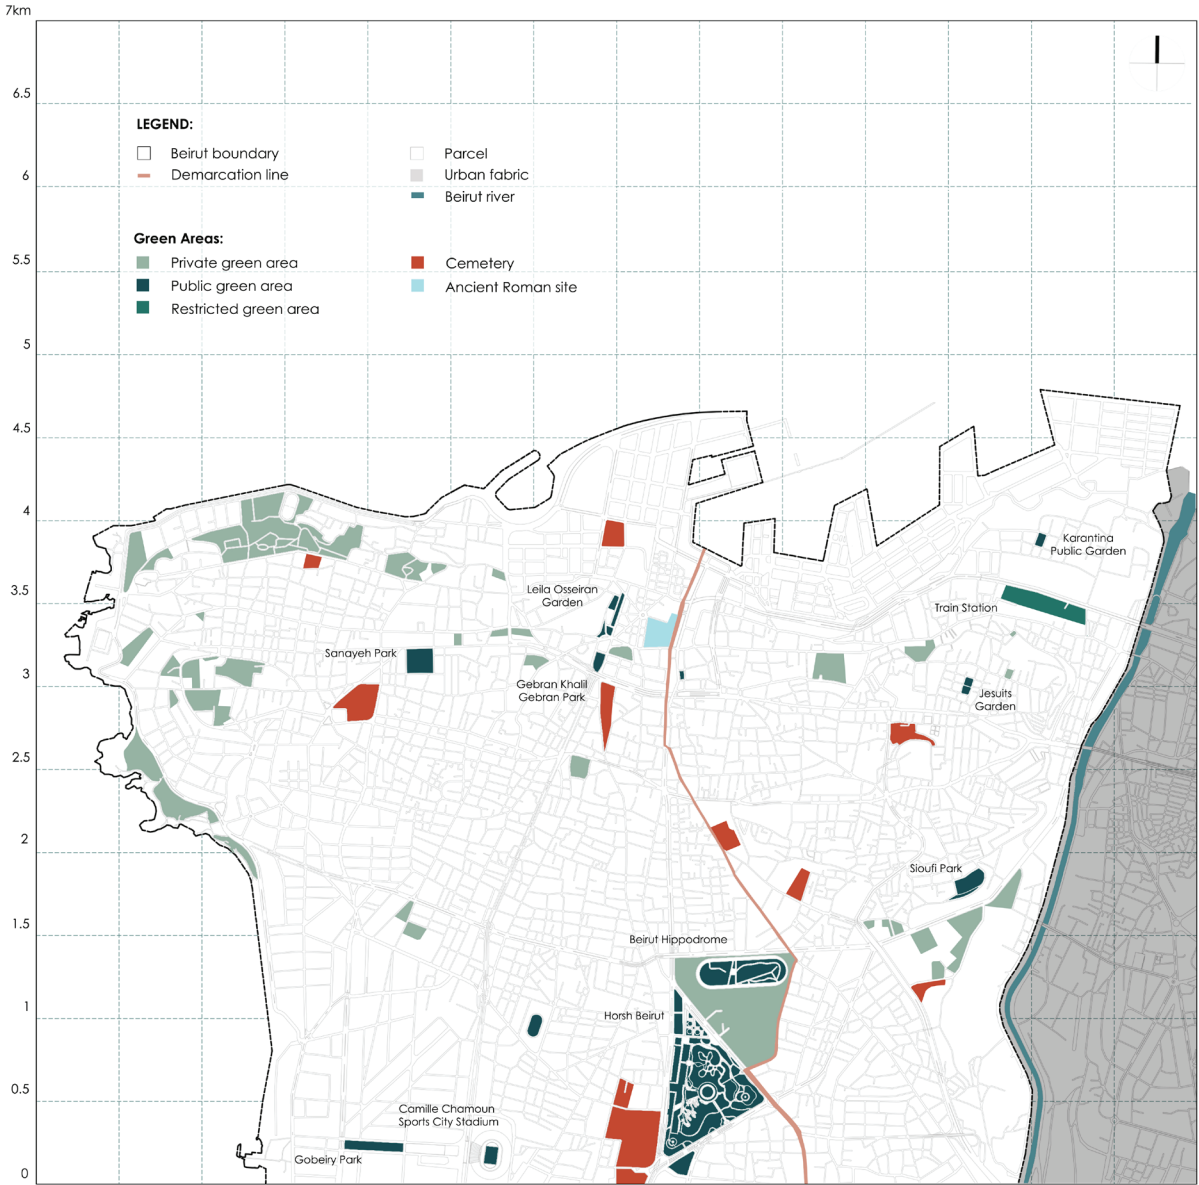 7km
6.5
LEGEND:
Beirut boundary
Parcel
Demarcation line
Urban fabric
6
Beirut river
Green Areas:
5.5
Private green area
Cemetery
Public green area
Ancient Roman site
Restricted green area
5
4.5
4
Karantina
Public Garden
3.5
Leila Osseiran
Garden
Train Station
Sanayeh Park
3
Gebran Khalil
Gebran Park
Jesuits
Garden
2.5
2
Sioufi Park
1.5
Beirut Hippodrome
1
Horsh Beirut
0.5
Camille Chamoun
Sports City Stadium
Gobeiry Park
0